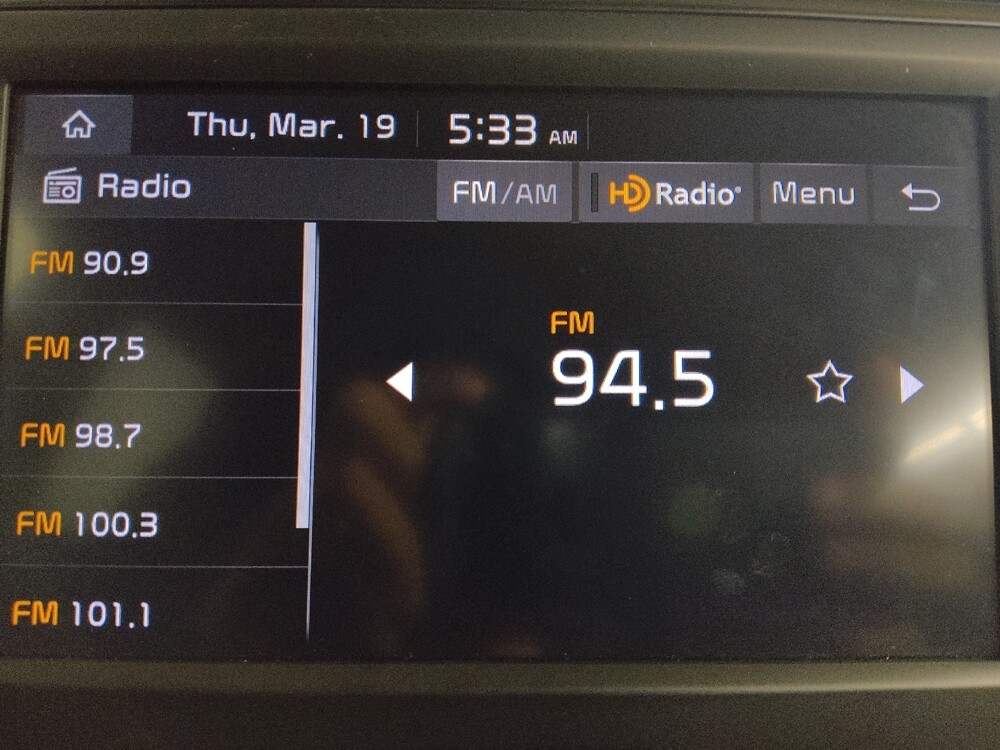 Thu, Mar. 19 5:33 AM
Radio FM/AM HD Radio® Menu
FM 90.9
FM 97.5
FM 98.7
FM 100.3
FM 101.1
FM
94.5